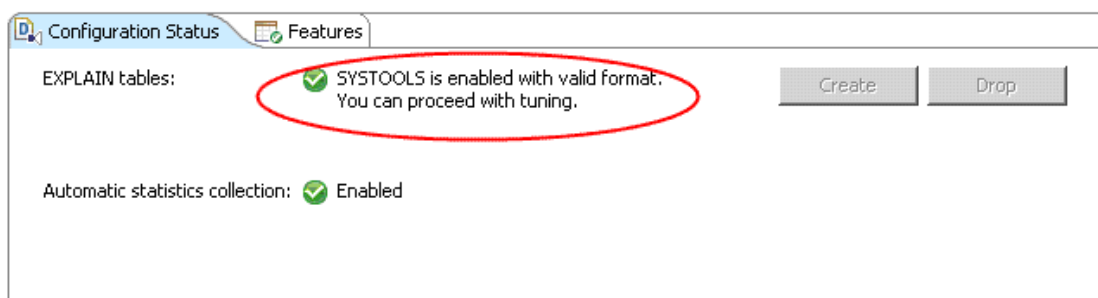 Configuration Status
Features
EXPLAIN tables:
SYSTOOLS is enabled with valid format.
You can proceed with tuning.
Create
Drop
Automatic statistics collection:
Enabled